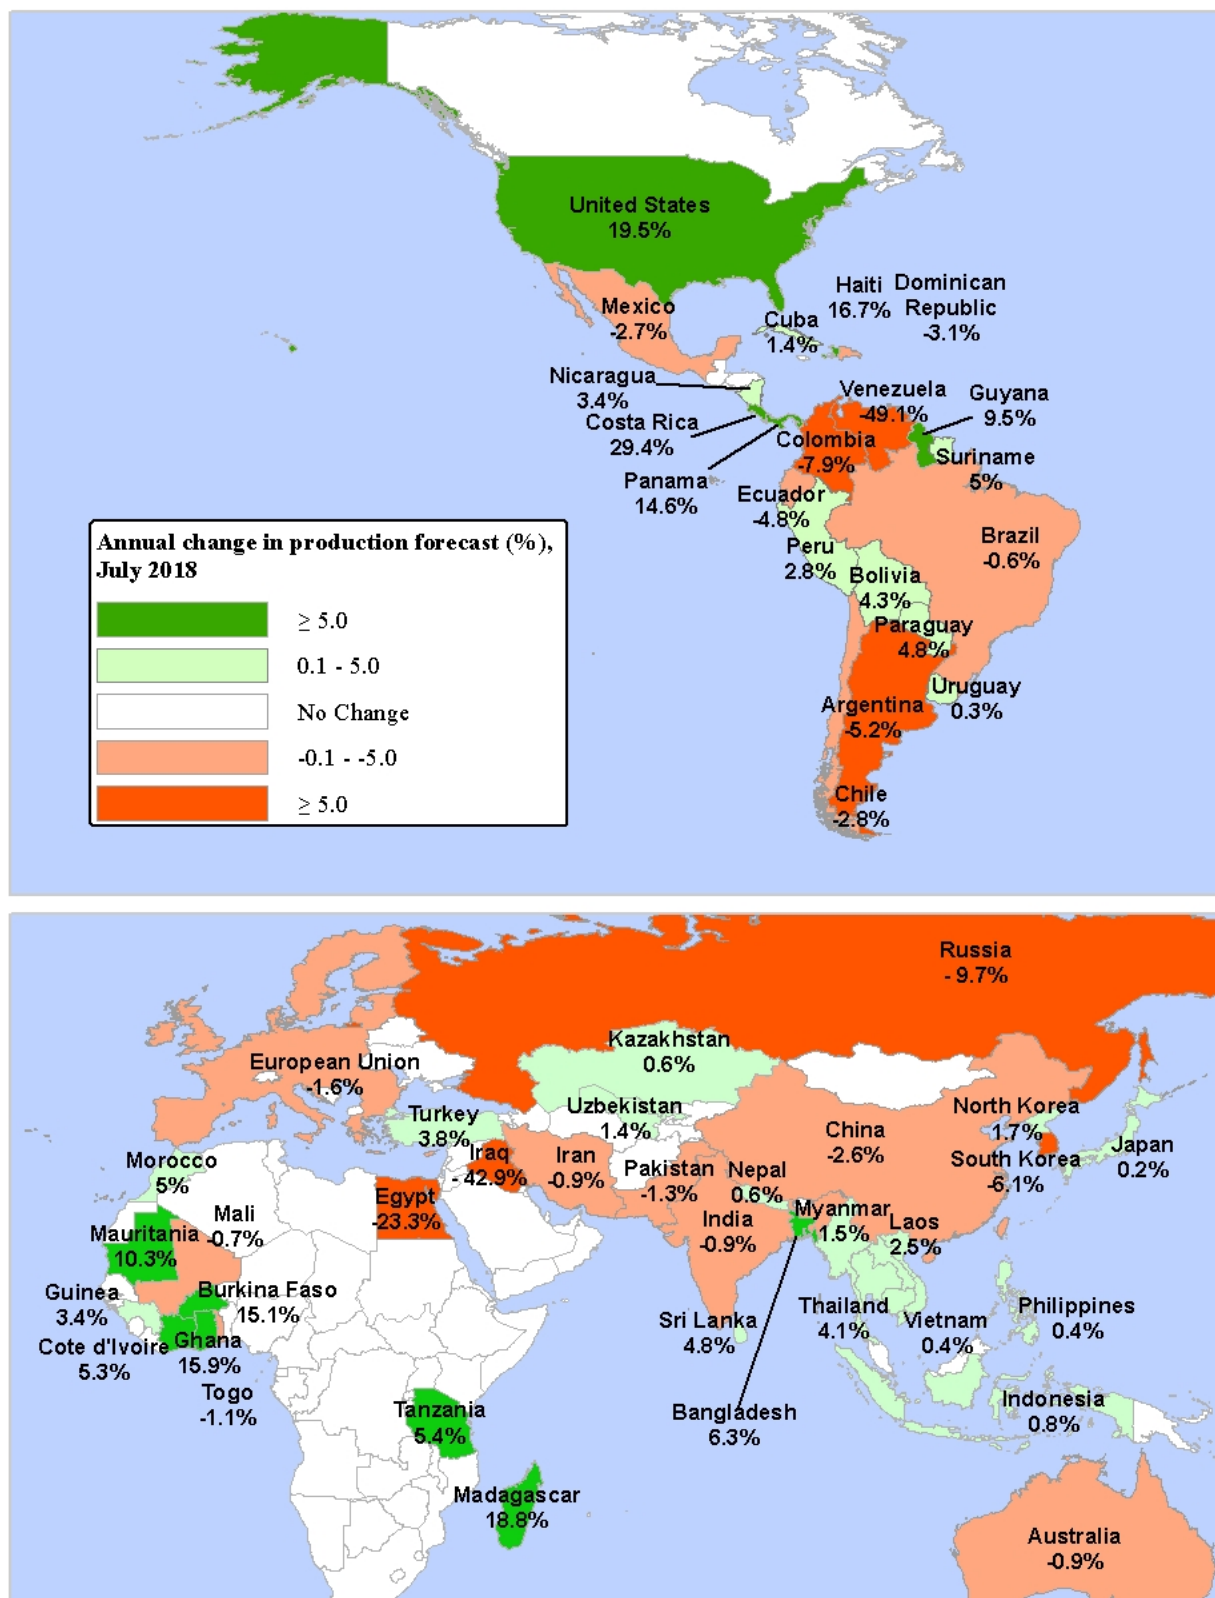 United States
19.5%
Mexico
-2.7%
Cuba
1.4%
Haiti
16.7%
Dominican
Republic
-3.1%
Nicaragua
3.4%
Costa Rica
29.4%
Panama
14.6%
Venezuela
-49.1%
Guyana
9.5%
Colombia
-7.9%
Suriname
5%
Ecuador
-4.8%
Brazil
-0.6%
Peru
2.8%
Bolivia
4.3%
Paraguay
4.8%
Uruguay
0.3%
Argentina
-5.2%
Chile
-2.8%
Annual change in production forecast (%),
July 2018
≥ 5.0
0.1 - 5.0
No Change
-0.1 - -5.0
≥ 5.0
Russia
- 9.7%
Kazakhstan
0.6%
European Union
-1.6%
Turkey
3.8%
Uzbekistan
1.4%
North Korea
1.7%
China
-2.6%
South Korea
-6.1%
Japan
0.2%
Iraq
- 42.9%
Iran
-0.9%
Pakistan
-1.3%
Nepal
0.6%
Morocco
5%
Egypt
-23.3%
Mali
-0.7%
Mauritania
10.3%
India
-0.9%
Myanmar
1.5%
Laos
2.5%
Guinea
3.4%
Burkina Faso
15.1%
Cote d'Ivoire
5.3%
Ghana
15.9%
Togo
-1.1%
Sri Lanka
4.8%
Thailand
4.1%
Vietnam
0.4%
Philippines
0.4%
Tanzania
5.4%
Bangladesh
6.3%
Indonesia
0.8%
Madagascar
18.8%
Australia
-0.9%